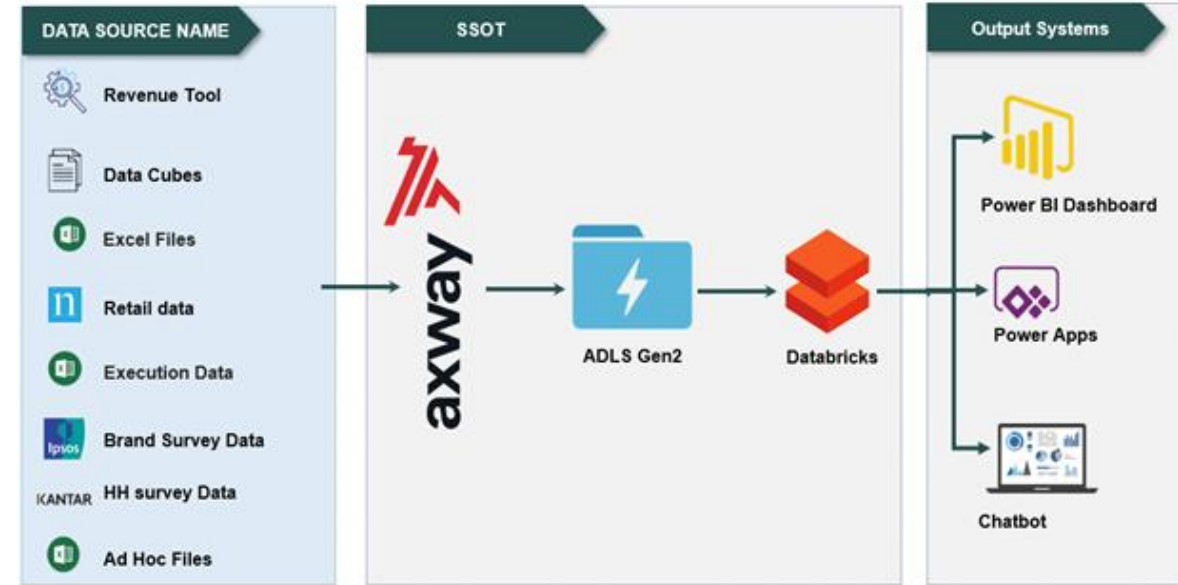 DATA SOURCE NAME
Revenue Tool
Data Cubes
Excel Files
n
Retail data
Execution Data
Ipsos
Brand Survey Data
KANTAR
HH survey Data
Ad Hoc Files
SSOT
axway
ADLS Gen2
Databricks
Output Systems
Power BI Dashboard
Power Apps
Chatbot